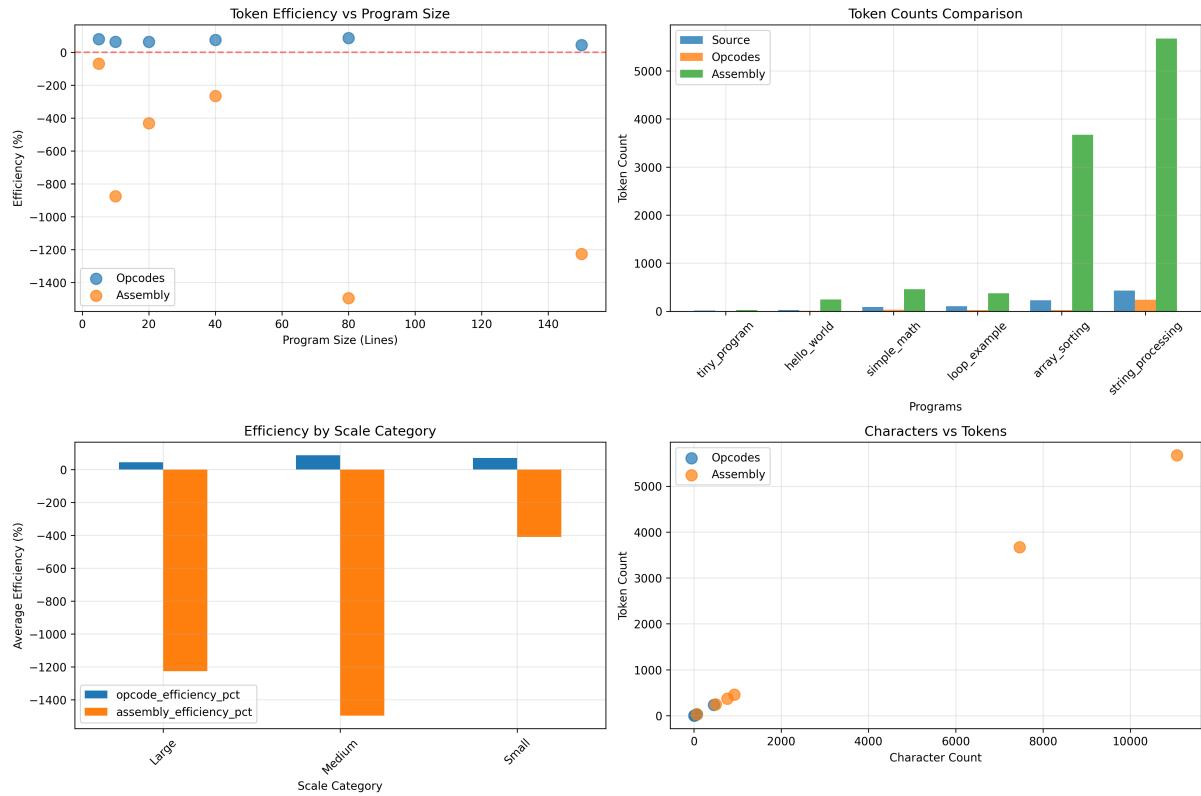 Token Efficiency vs Program Size
Efficiency (%)
0
−200
−400
−600
−800
−1000
−1200
−1400
Opcodes
Assembly
0 20 40 60 80 100 120 140
Program Size (Lines)
Token Counts Comparison
Token Count
5000
4000
3000
2000
1000
0
Source
Opcodes
Assembly
tiny_program hello_world simple_math loop_example array_sorting string_processing
Programs
Efficiency by Scale Category
Average Efficiency (%)
0
−200
−400
−600
−800
−1000
−1200
−1400
opcode_efficiency_pct
assembly_efficiency_pct
Large Medium Small
Scale Category
Characters vs Tokens
Token Count
5000
4000
3000
2000
1000
0
Opcodes
Assembly
0 2000 4000 6000 8000 10000
Character Count